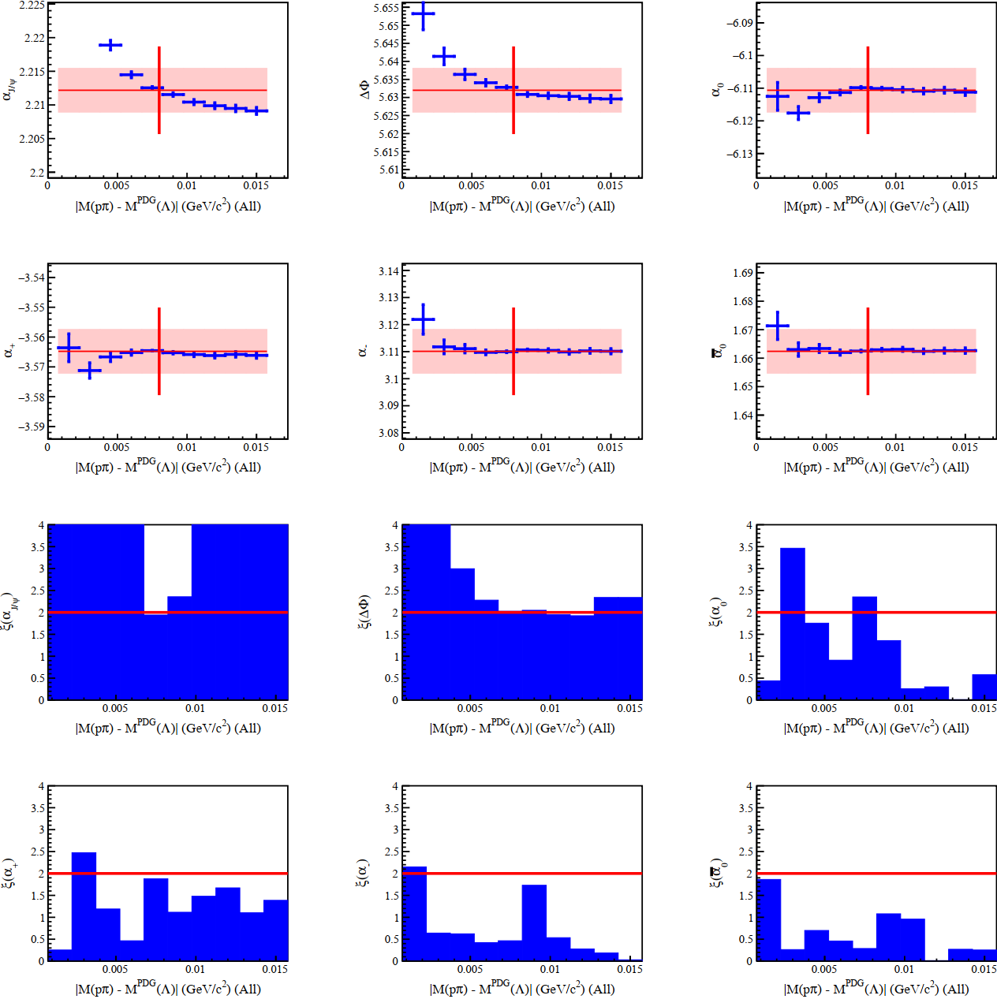 2.225
2.22
2.215
2.21
2.205
2.2
α_J/ψ
0 0.005 0.01 0.015
|M(pπ) - M^PDG(Λ)| (GeV/c²) (All)
5.655
5.65
5.645
5.64
5.635
5.63
5.625
5.62
5.615
5.61
ΔΦ
0 0.005 0.01 0.015
|M(pπ) - M^PDG(Λ)| (GeV/c²) (All)
−6.09
−6.1
−6.11
−6.12
−6.13
α_0
0 0.005 0.01 0.015
|M(pπ) - M^PDG(Λ)| (GeV/c²) (All)
−3.54
−3.55
−3.56
−3.57
−3.58
−3.59
α_+
0 0.005 0.01 0.015
|M(pπ) - M^PDG(Λ)| (GeV/c²) (All)
3.14
3.13
3.12
3.11
3.1
3.09
3.08
α_-
0 0.005 0.01 0.015
|M(pπ) - M^PDG(Λ)| (GeV/c²) (All)
1.69
1.68
1.67
1.66
1.65
1.64
α̅_0
0 0.005 0.01 0.015
|M(pπ) - M^PDG(Λ)| (GeV/c²) (All)
4
3.5
3
2.5
2
1.5
1
0.5
0
ξ(α_J/ψ)
0.005 0.01 0.015
|M(pπ) - M^PDG(Λ)| (GeV/c²) (All)
4
3.5
3
2.5
2
1.5
1
0.5
0
ξ(ΔΦ)
0.005 0.01 0.015
|M(pπ) - M^PDG(Λ)| (GeV/c²) (All)
4
3.5
3
2.5
2
1.5
1
0.5
0
ξ(α_0)
0.005 0.01 0.015
|M(pπ) - M^PDG(Λ)| (GeV/c²) (All)
4
3.5
3
2.5
2
1.5
1
0.5
0
ξ(α_+)
0.005 0.01 0.015
|M(pπ) - M^PDG(Λ)| (GeV/c²) (All)
4
3.5
3
2.5
2
1.5
1
0.5
0
ξ(α_-)
0.005 0.01 0.015
|M(pπ) - M^PDG(Λ)| (GeV/c²) (All)
4
3.5
3
2.5
2
1.5
1
0.5
0
ξ(α̅_0)
0.005 0.01 0.015
|M(pπ) - M^PDG(Λ)| (GeV/c²) (All)